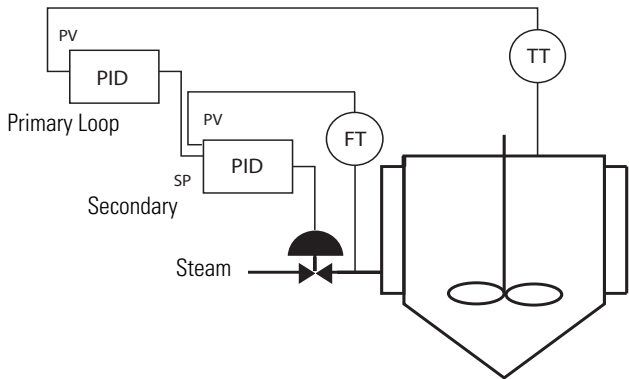 PV
TT
PID
Primary Loop
PV
FT
PID
SP
Secondary
Steam